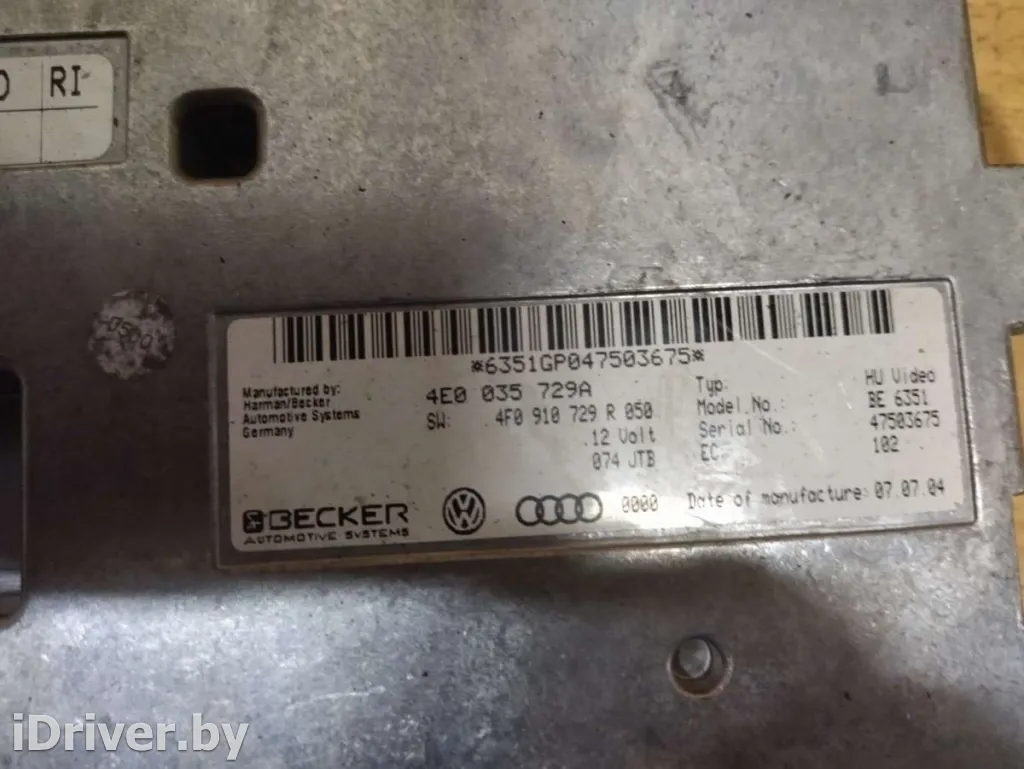 RI
*6351GP047503675*
Manufactured by:
Harman/Becker
Automotive Systems
Germany
4E0 035 729A
SW: 4F0 910 729 R 050
12 Volt
074 JTB
Typ: HU Video
Model.No.: BE 6351
Serial No.: 47503675
EC: 102
BECKER
AUTOMOTIVE SYSTEMS
0000
Date of manufacture: 07.07.04
iDriver.by